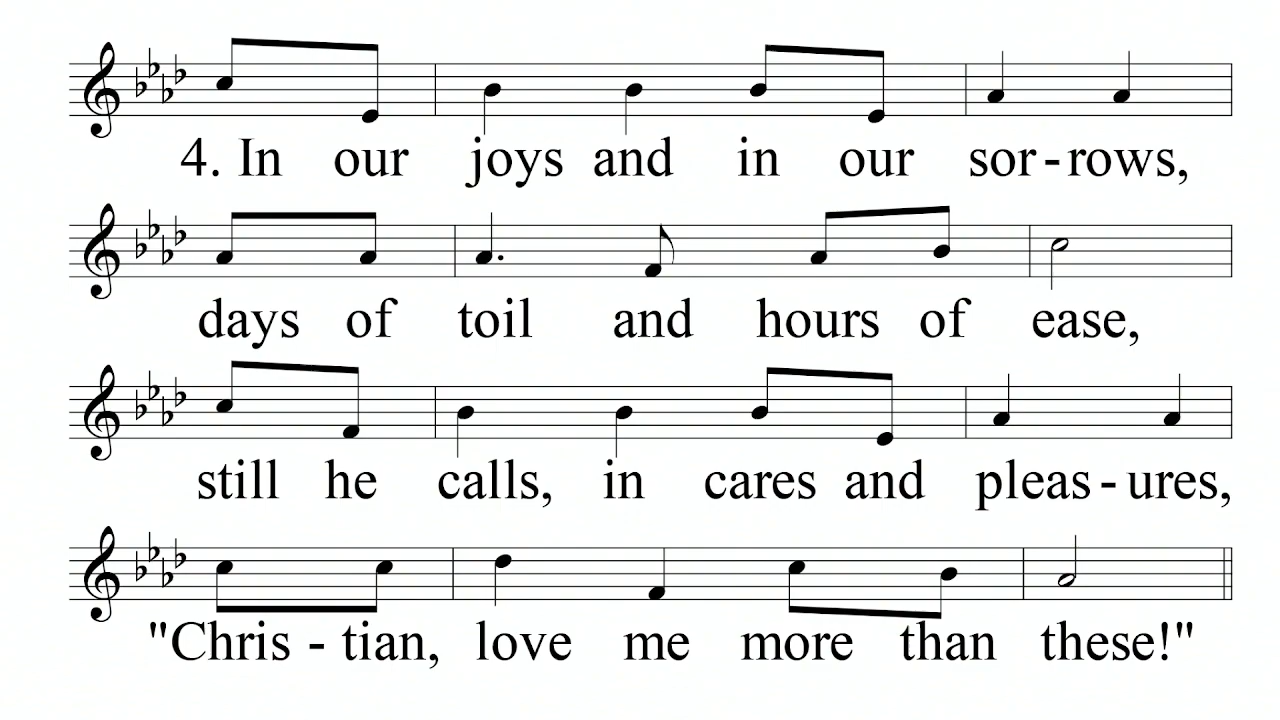 4. In our joys and in our sor-rows,
days of toil and hours of ease,
still he calls, in cares and pleas-ures,
"Chris-tian, love me more than these!"